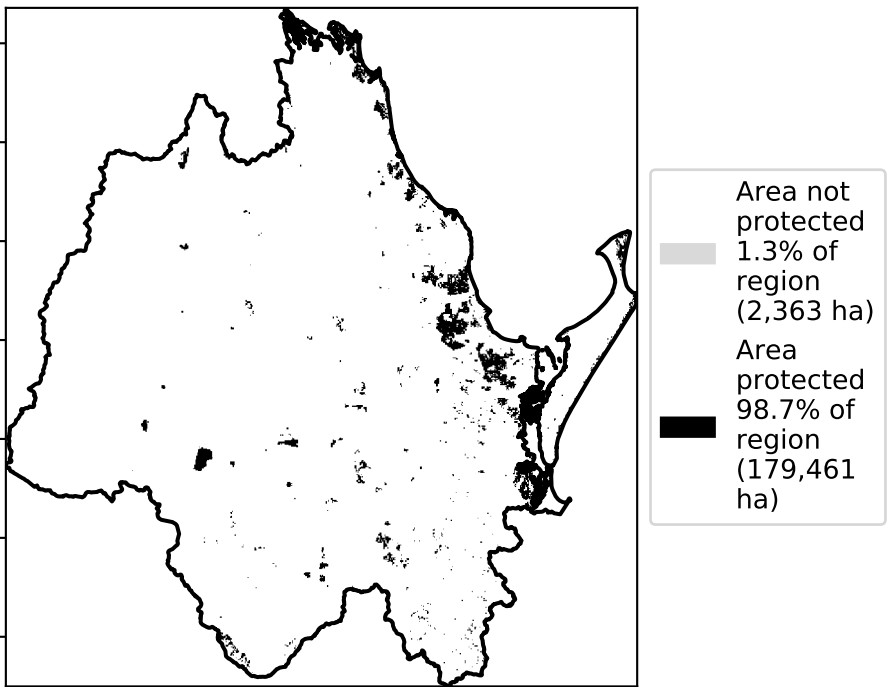 Area not
protected
1.3% of
region
(2,363 ha)
Area
protected
98.7% of
region
(179,461
ha)